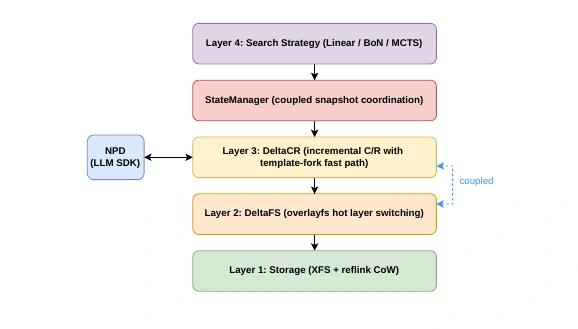 Layer 4: Search Strategy (Linear / BoN / MCTS)
StateManager (coupled snapshot coordination)
NPD
(LLM SDK)
Layer 3: DeltaCR (incremental C/R with
template-fork fast path)
coupled
Layer 2: DeltaFS (overlayfs hot layer switching)
Layer 1: Storage (XFS + reflink CoW)